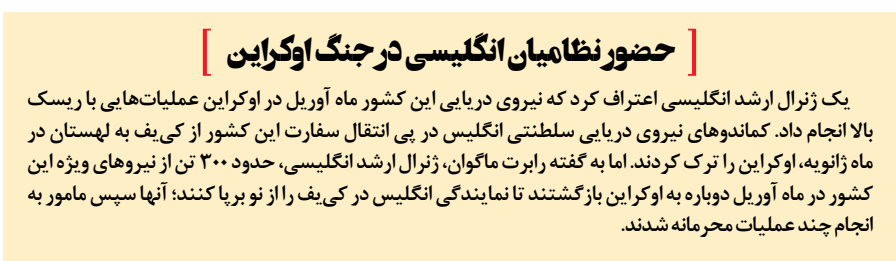 [ حضور نظامیان انگلیسی در جنگ اوکراین ]
یک ژنرال ارشد انگلیسی اعتراف کرد که نیروی دریایی این کشور ماه آوریل در اوکراین عملیات‌هایی با ریسک
بالا انجام داد. کماندوهای نیروی دریایی سلطنتی انگلیس در پی انتقال سفارت این کشور از کی‌یف به لهستان در
ماه ژانویه، اوکراین را ترک کردند. اما به گفته رابرت ماگوان، ژنرال ارشد انگلیسی، حدود ۳۰۰ تن از نیروهای ویژه این
کشور در ماه آوریل دوباره به اوکراین بازگشتند تا نمایندگی انگلیس در کی‌یف را از نو برپا کنند؛ آنها سپس مامور به
انجام چند عملیات محرمانه شدند.